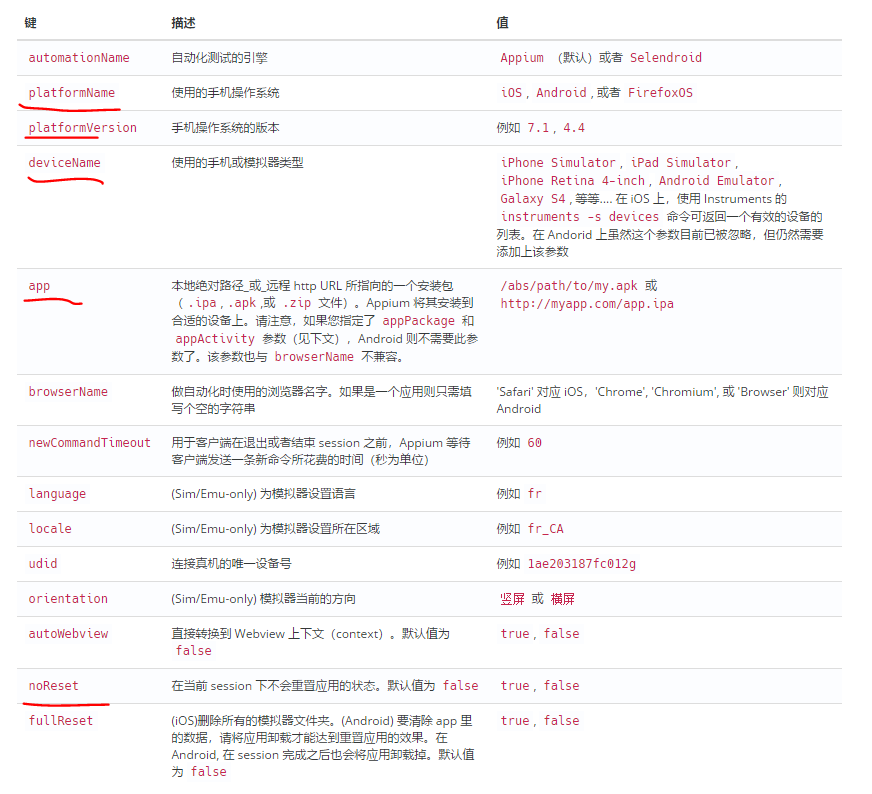 键 描述 值
automationName 自动化测试的引擎 Appium （默认）或者 Selendroid
platformName 使用的手机操作系统 iOS , Android , 或者 FirefoxOS
platformVersion 手机操作系统的版本 例如 7.1 , 4.4
deviceName 使用的手机或模拟器类型 iPhone Simulator , iPad Simulator ,
iPhone Retina 4-inch , Android Emulator ,
Galaxy S4 , 等等.... 在 iOS 上，使用 Instruments 的
instruments -s devices 命令可返回一个有效的设备的
列表。在 Andorid 上虽然这个参数目前已被忽略，但仍然需要
添加上该参数
app 本地绝对路径_或_远程 http URL 所指向的一个安装包 /abs/path/to/my.apk 或
（ .ipa , .apk ,或 .zip 文件）。Appium 将其安装到 http://myapp.com/app.ipa
合适的设备上。请注意，如果您指定了 appPackage 和
appActivity 参数（见下文），Android 则不需要此参
数了。该参数也与 browserName 不兼容。
browserName 做自动化时使用的浏览器名字。如果是一个应用则只需填 'Safari' 对应 iOS，'Chrome', 'Chromium', 或 'Browser' 则对应
写个空的字符串 Android
newCommandTimeout 用于客户端在退出或者结束 session 之前，Appium 等待 例如 60
客户端发送一条新命令所花费的时间（秒为单位）
language (Sim/Emu-only) 为模拟器设置语言 例如 fr
locale (Sim/Emu-only) 为模拟器设置所在区域 例如 fr_CA
udid 连接真机的唯一设备号 例如 1ae203187fc012g
orientation (Sim/Emu-only) 模拟器当前的方向 竖屏 或 横屏
autoWebview 直接转换到 Webview 上下文（context）。默认值为 true , false
false
noReset 在当前 session 下不会重置应用的状态。默认值为 false true , false
fullReset (iOS)删除所有的模拟器文件夹。(Android) 要清除 app 里 true , false
的数据，请将应用卸载才能达到重置应用的效果。在
Android, 在 session 完成之后也会将应用卸载掉。默认值
为 false